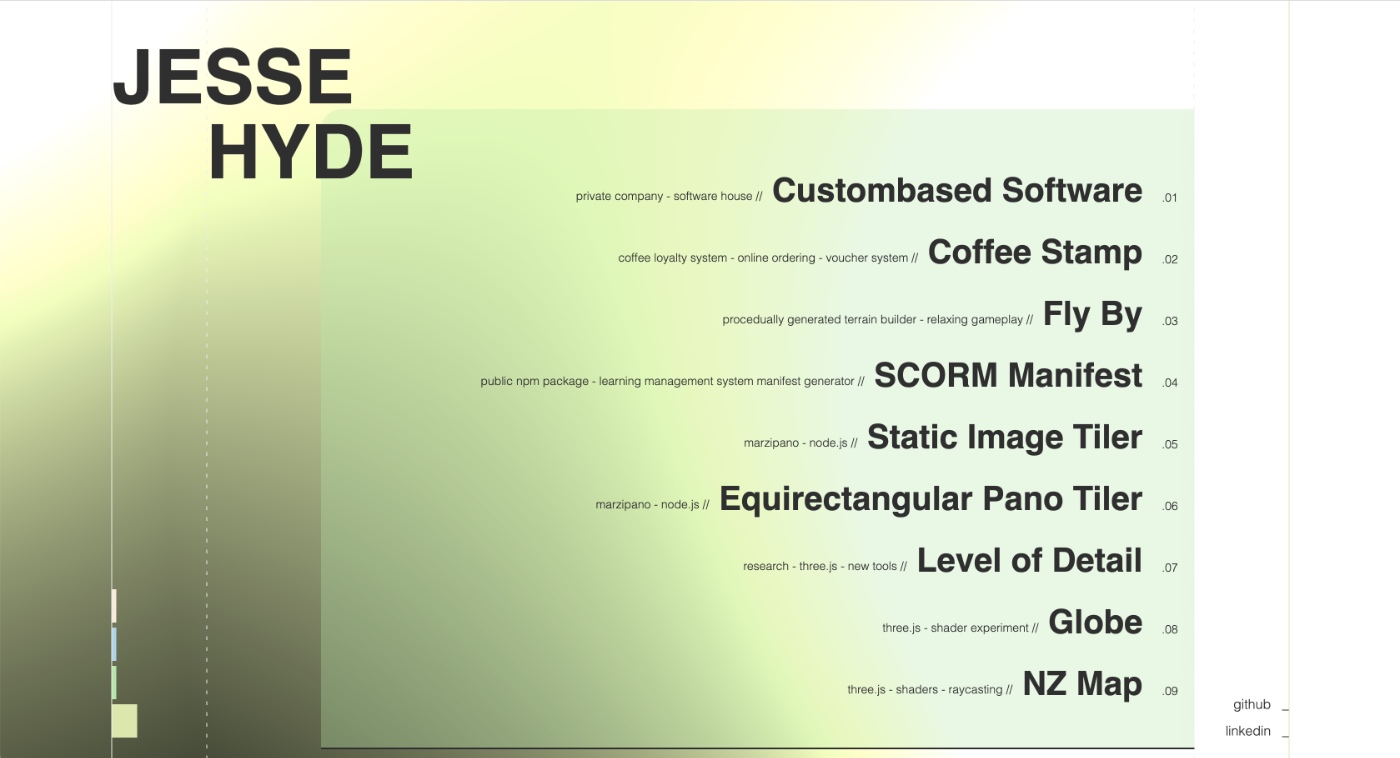 JESSE
HYDE
private company - software house // Custombased Software .01
coffee loyalty system - online ordering - voucher system // Coffee Stamp .02
procedually generated terrain builder - relaxing gameplay // Fly By .03
public npm package - learning management system manifest generator // SCORM Manifest .04
marzipano - node.js // Static Image Tiler .05
marzipano - node.js // Equirectangular Pano Tiler .06
research - three.js - new tools // Level of Detail .07
three.js - shader experiment // Globe .08
three.js - shaders - raycasting // NZ Map .09
github _
linkedin _